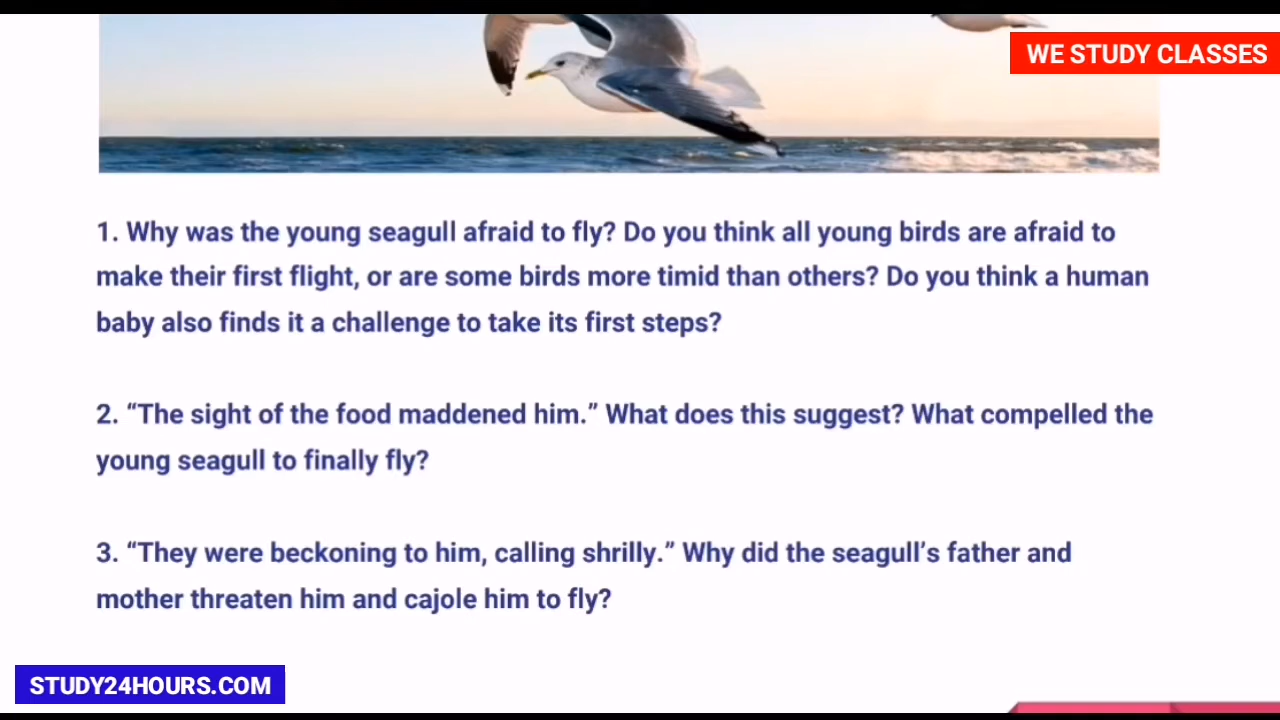 WE STUDY CLASSES
1. Why was the young seagull afraid to fly? Do you think all young birds are afraid to
make their first flight, or are some birds more timid than others? Do you think a human
baby also finds it a challenge to take its first steps?
2. “The sight of the food maddened him.” What does this suggest? What compelled the
young seagull to finally fly?
3. “They were beckoning to him, calling shrilly.” Why did the seagull’s father and
mother threaten him and cajole him to fly?
STUDY24HOURS.COM